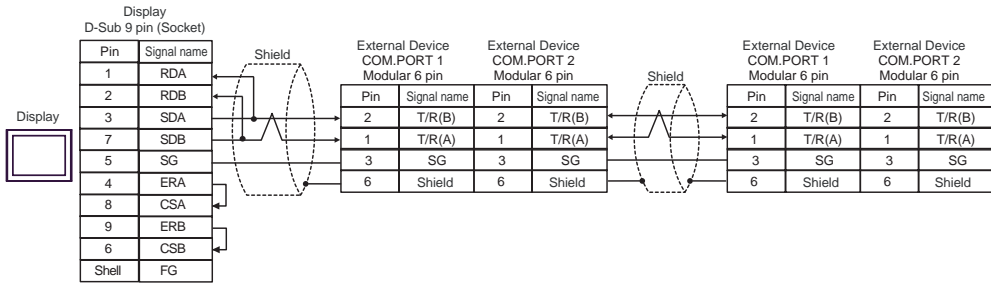 Display
D-Sub 9 pin (Socket)
Pin Signal name
1 RDA
2 RDB
3 SDA
7 SDB
5 SG
4 ERA
8 CSA
9 ERB
6 CSB
Shell FG
Display
Shield
External Device
COM.PORT 1
Modular 6 pin
External Device
COM.PORT 2
Modular 6 pin
Pin Signal name Pin Signal name
2 T/R(B) 2 T/R(B)
1 T/R(A) 1 T/R(A)
3 SG 3 SG
6 Shield 6 Shield
Shield
External Device
COM.PORT 1
Modular 6 pin
External Device
COM.PORT 2
Modular 6 pin
Pin Signal name Pin Signal name
2 T/R(B) 2 T/R(B)
1 T/R(A) 1 T/R(A)
3 SG 3 SG
6 Shield 6 Shield